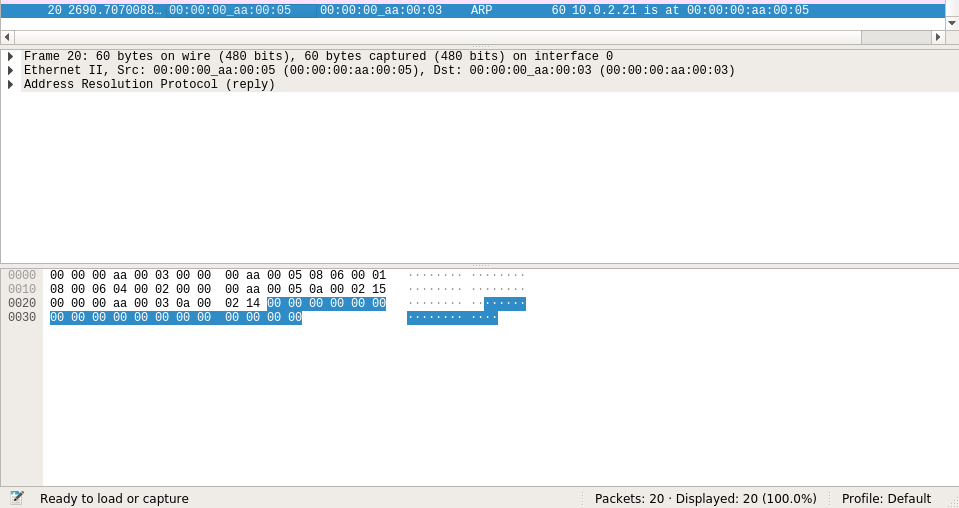 20 2690.7070088… 00:00:00_aa:00:05 00:00:00_aa:00:03 ARP 60 10.0.2.21 is at 00:00:00:aa:00:05
Frame 20: 60 bytes on wire (480 bits), 60 bytes captured (480 bits) on interface 0
Ethernet II, Src: 00:00:00_aa:00:05 (00:00:00:aa:00:05), Dst: 00:00:00_aa:00:03 (00:00:00:aa:00:03)
Address Resolution Protocol (reply)
0000 00 00 00 aa 00 03 00 00 00 aa 00 05 08 06 00 01 ········ ········
0010 08 00 06 04 00 02 00 00 00 aa 00 05 0a 00 02 15 ········ ········
0020 00 00 00 aa 00 03 0a 00 02 14 00 00 00 00 00 00 ········ ········
0030 00 00 00 00 00 00 00 00 00 00 00 00 ········ ····
Ready to load or capture Packets: 20 · Displayed: 20 (100.0%) Profile: Default